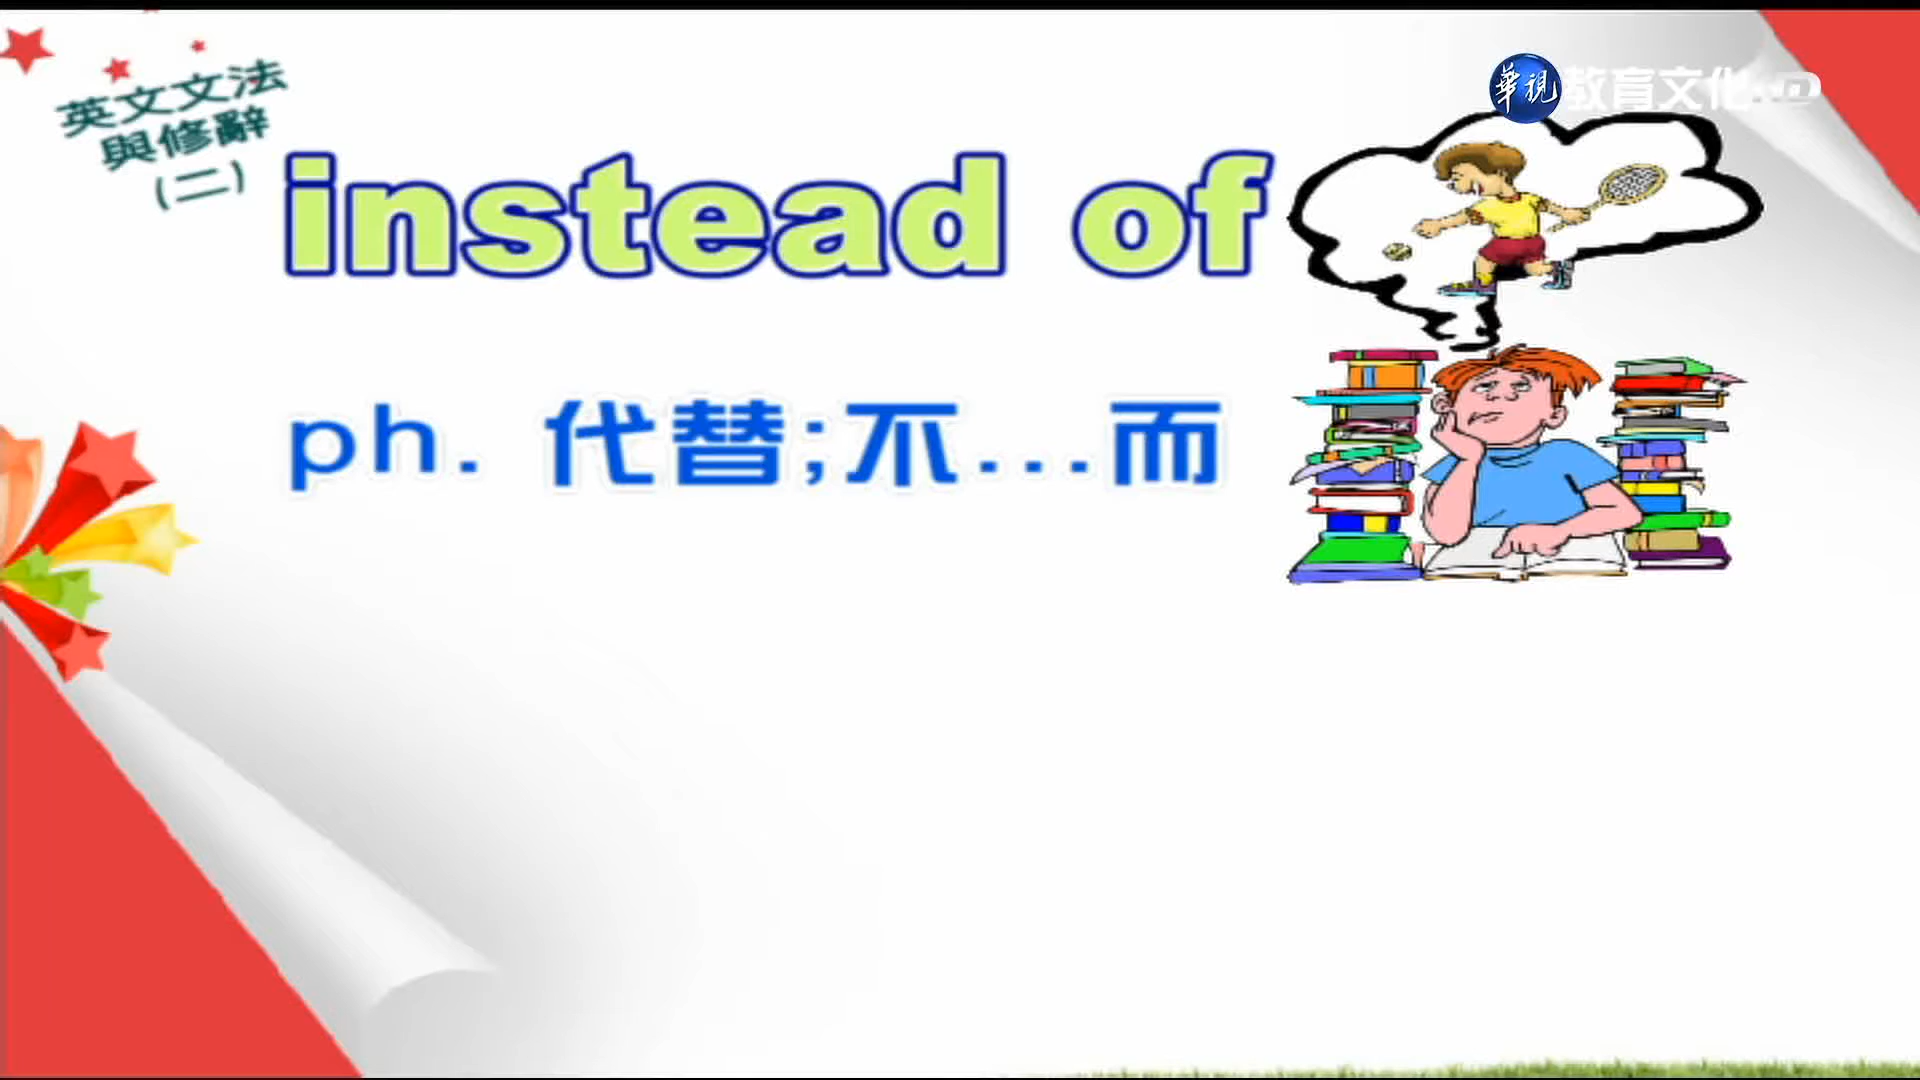 華視 教育文化
英文文法
與修辭
(二)
instead of
ph. 代替;不...而